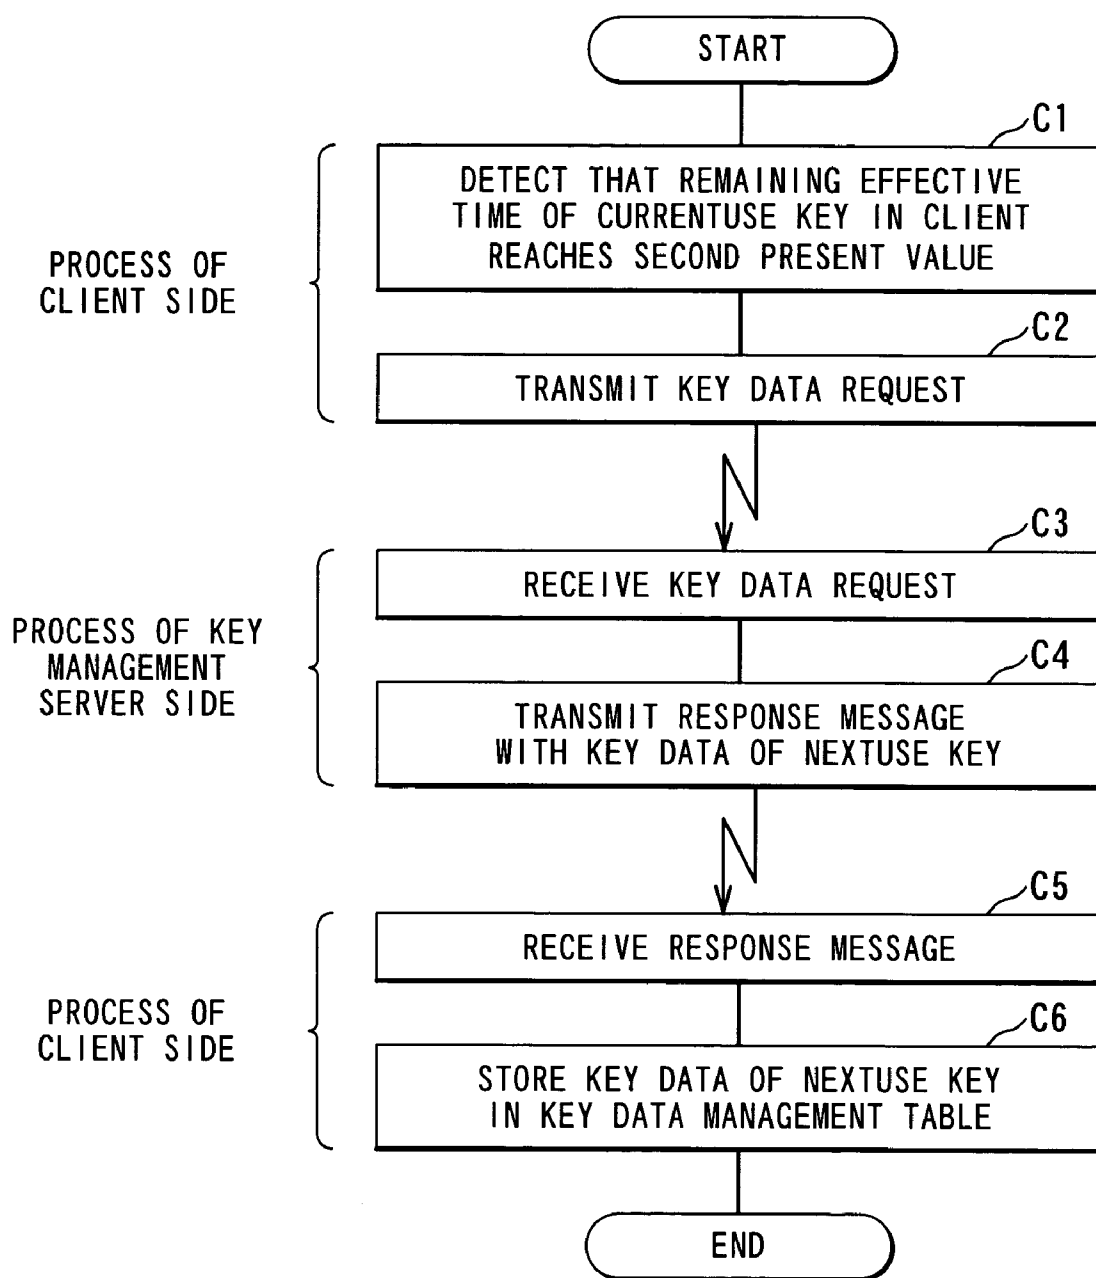 START
C1
DETECT THAT REMAINING EFFECTIVE
TIME OF CURRENTUSE KEY IN CLIENT
REACHES SECOND PRESENT VALUE
PROCESS OF
CLIENT SIDE
C2
TRANSMIT KEY DATA REQUEST
C3
RECEIVE KEY DATA REQUEST
PROCESS OF KEY
MANAGEMENT
SERVER SIDE
C4
TRANSMIT RESPONSE MESSAGE
WITH KEY DATA OF NEXTUSE KEY
C5
RECEIVE RESPONSE MESSAGE
PROCESS OF
CLIENT SIDE
C6
STORE KEY DATA OF NEXTUSE KEY
IN KEY DATA MANAGEMENT TABLE
END